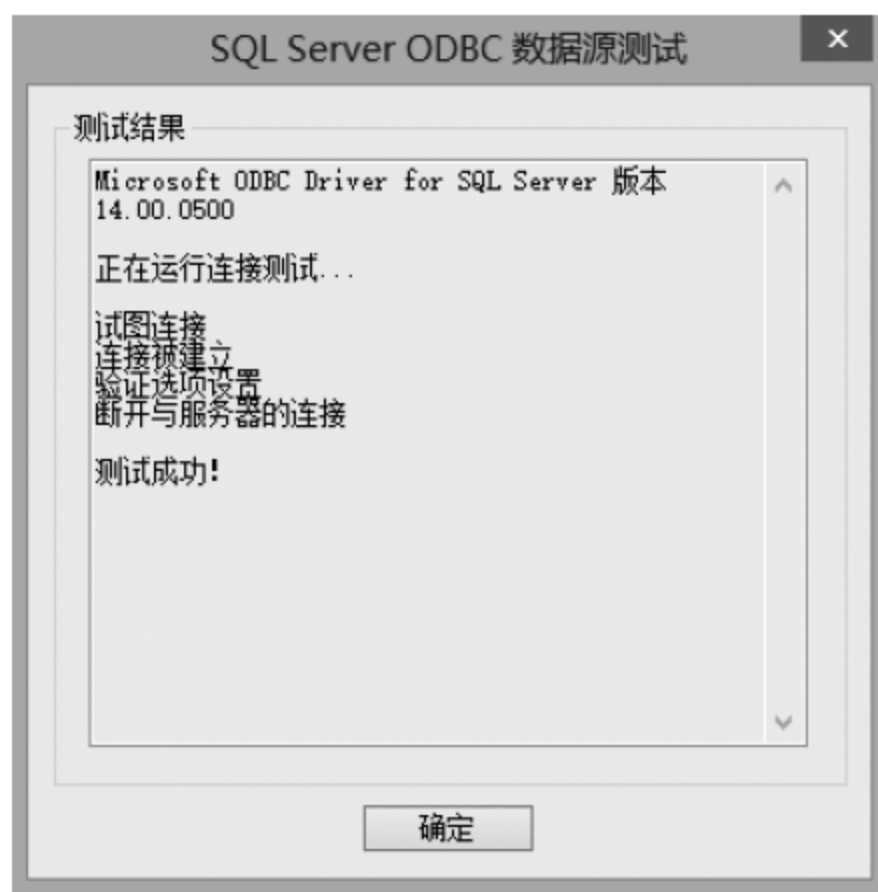 SQL Server ODBC 数据源测试
测试结果
Microsoft ODBC Driver for SQL Server 版本
14.00.0500
正在运行连接测试...
试图连接
连接被建立
验证选项设置
断开与服务器的连接
测试成功!
确定